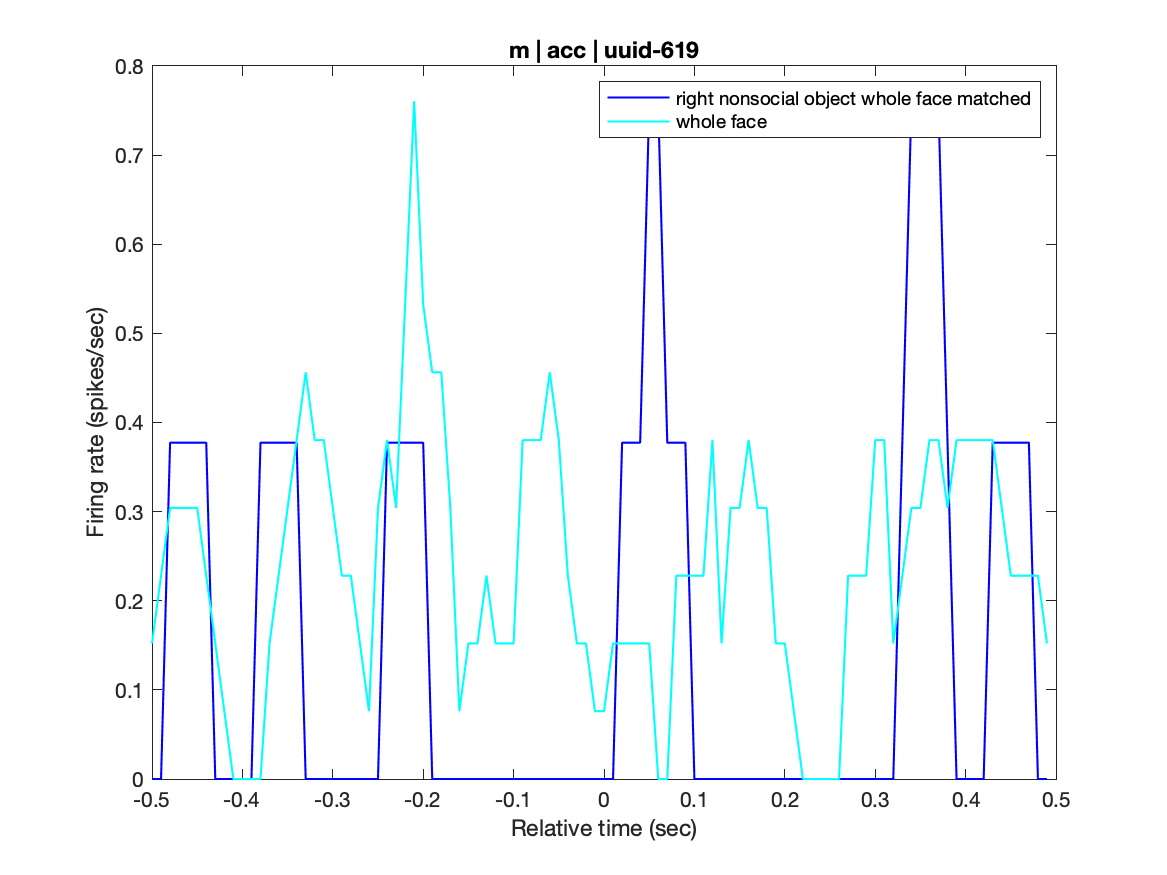 m | acc | uuid-619
right nonsocial object whole face matched
whole face
Firing rate (spikes/sec)
0.8
0.7
0.6
0.5
0.4
0.3
0.2
0.1
0
-0.5 -0.4 -0.3 -0.2 -0.1 0 0.1 0.2 0.3 0.4 0.5
Relative time (sec)